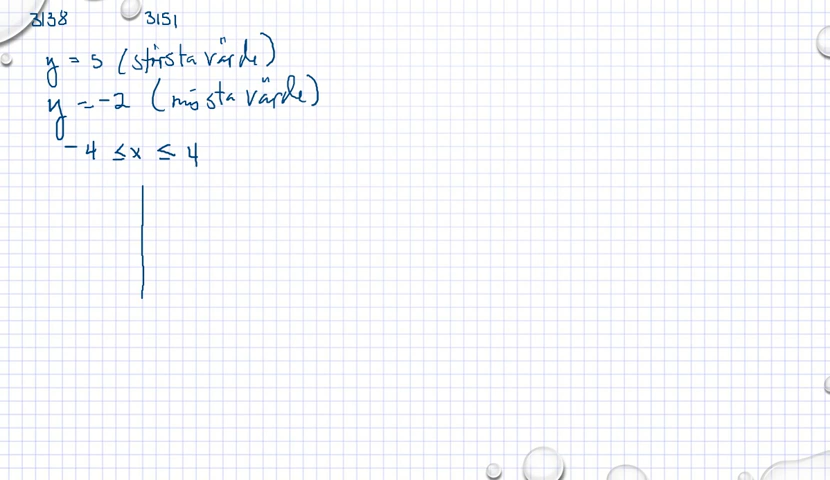 3138 3151
y = 5 (största värde)
y = -2 (minsta värde)
-4 ≤ x ≤ 4